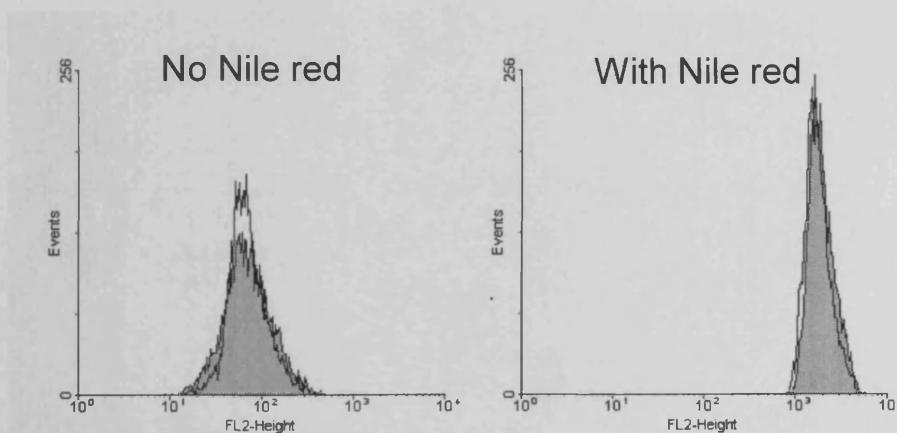 No Nile red
256
Events
0
10⁰ 10¹ 10² 10³ 10⁴
FL2-Height
With Nile red
256
Events
0
10⁰ 10¹ 10² 10³ 10
FL2-Height